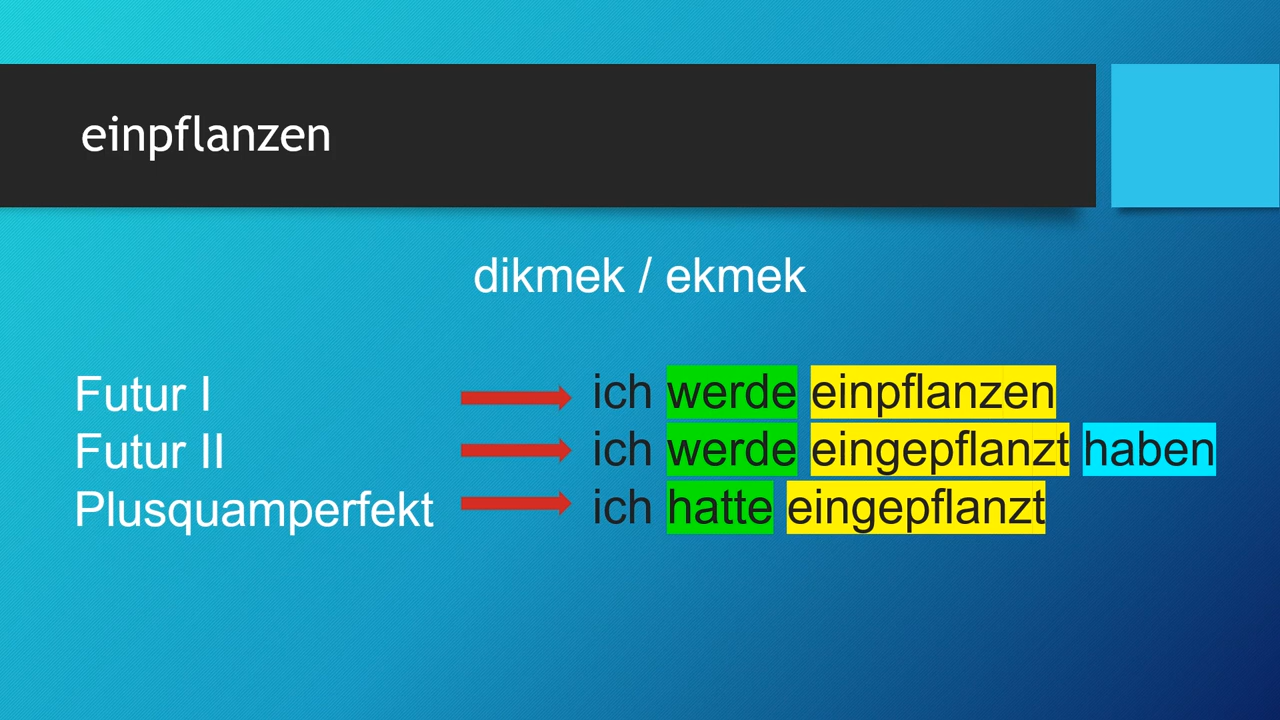 einpflanzen
dikmek / ekmek
Futur I ich werde einpflanzen
Futur II ich werde eingepflanzt haben
Plusquamperfekt ich hatte eingepflanzt